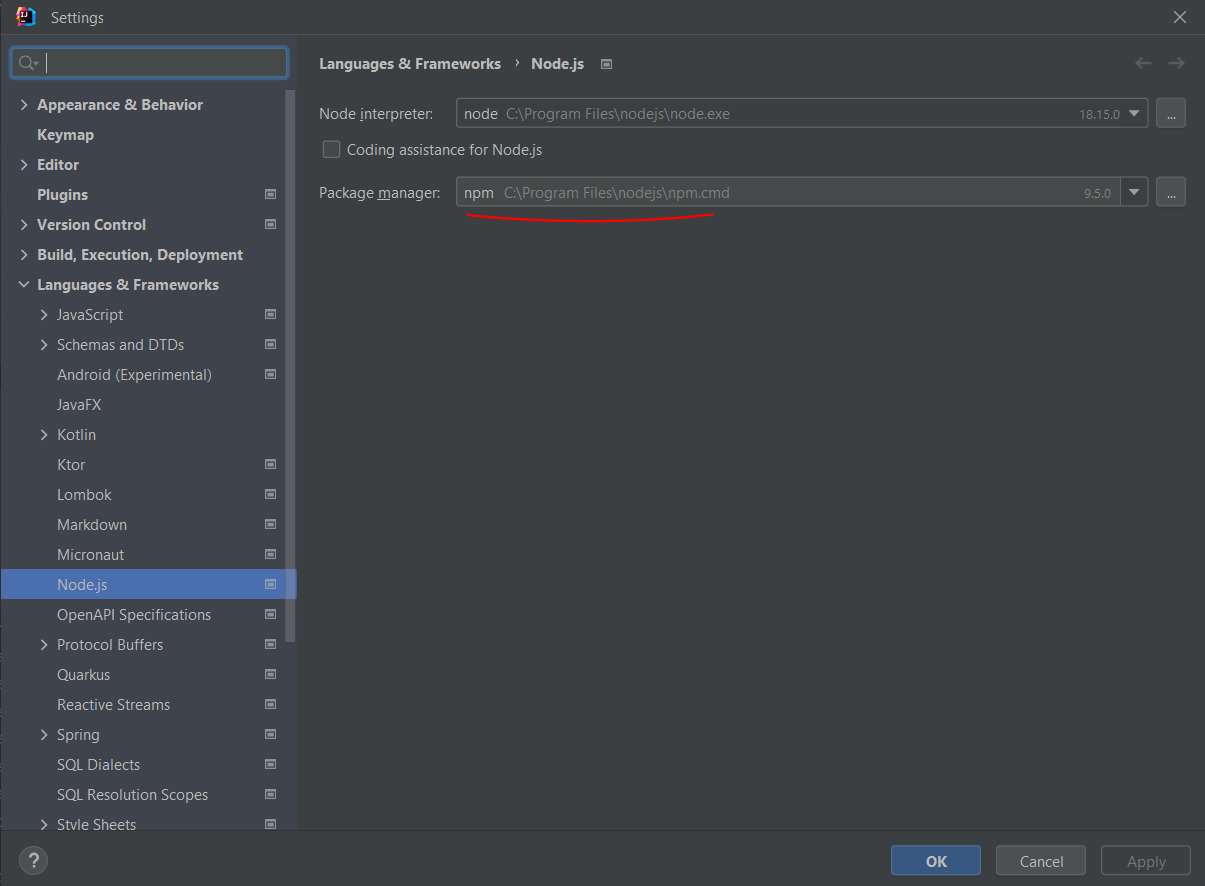 Settings
Languages & Frameworks › Node.js
Appearance & Behavior
Keymap
Editor
Plugins
Version Control
Build, Execution, Deployment
Languages & Frameworks
JavaScript
Schemas and DTDs
Android (Experimental)
JavaFX
Kotlin
Ktor
Lombok
Markdown
Micronaut
Node.js
OpenAPI Specifications
Protocol Buffers
Quarkus
Reactive Streams
Spring
SQL Dialects
SQL Resolution Scopes
Style Sheets
Node interpreter: node C:\Program Files\nodejs\node.exe 18.15.0 ...
Coding assistance for Node.js
Package manager: npm C:\Program Files\nodejs\npm.cmd 9.5.0 ...
? OK Cancel Apply